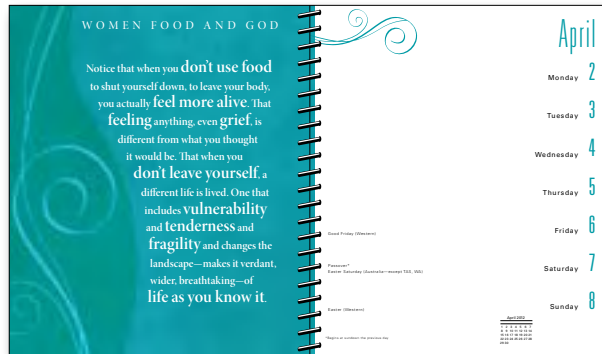 WOMEN FOOD AND GOD
Notice that when you don't use food
to shut yourself down, to leave your body,
you actually feel more alive. That
feeling anything, even grief, is
different from what you thought
it would be. That when you
don't leave yourself, a
different life is lived. One that
includes vulnerability
and tenderness and
fragility and changes the
landscape—makes it verdant,
wider, breathtaking—of
life as you know it.
April
Monday 2
Tuesday 3
Wednesday 4
Thursday 5
Good Friday (Western)
Friday 6
Passover*
Easter Saturday (Australia—except TAS, WA)
Saturday 7
Easter (Western)
Sunday 8
*Begins at sundown the previous day